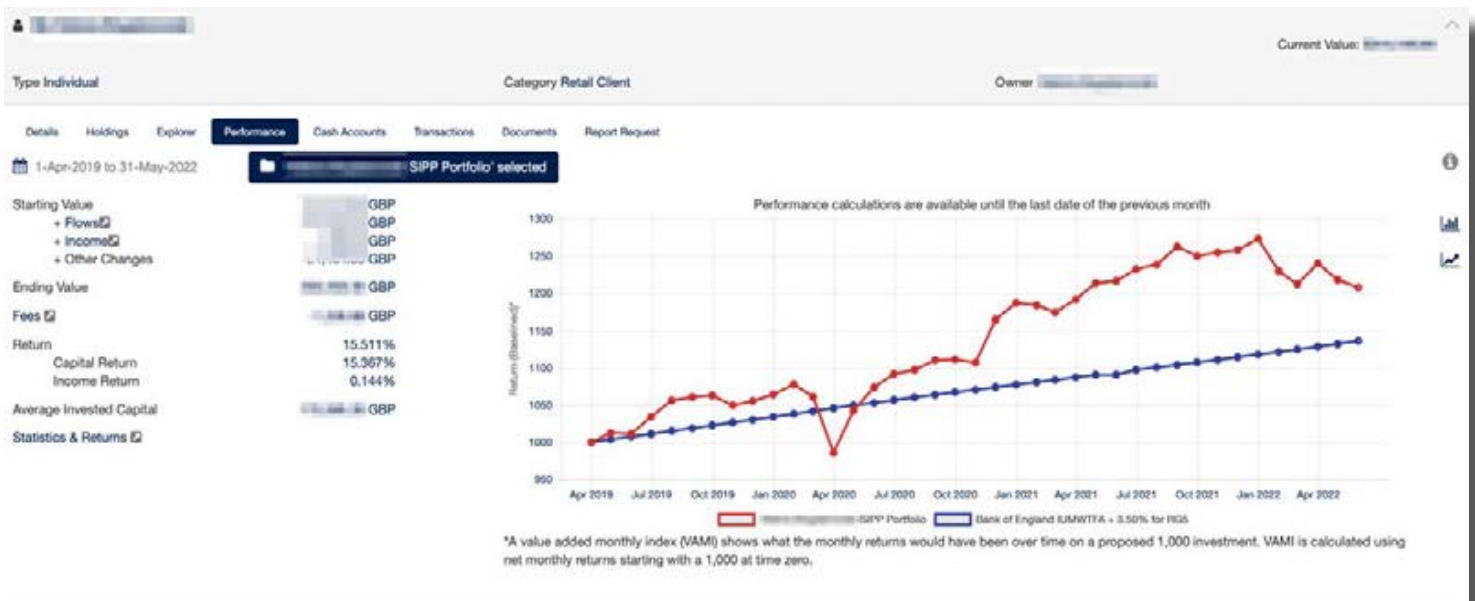 Current Value:
Type Individual Category Retail Client Owner
Details Holdings Explorer Performance Cash Accounts Transactions Documents Report Request
1-Apr-2019 to 31-May-2022 SIPP Portfolio' selected
Starting Value GBP
+ Flows GBP
+ Income GBP
+ Other Changes GBP
Ending Value GBP
Fees GBP
Return 15.511%
Capital Return 15.367%
Income Return 0.144%
Average Invested Capital GBP
Statistics & Returns
Performance calculations are available until the last date of the previous month
Return (Baselined)*
1300
1250
1200
1150
1100
1050
1000
950
Apr 2019 Jul 2019 Oct 2019 Jan 2020 Apr 2020 Jul 2020 Oct 2020 Jan 2021 Apr 2021 Jul 2021 Oct 2021 Jan 2022 Apr 2022
SIPP Portfolio Bank of England IUMWTFA + 3.50% for RG5
*A value added monthly index (VAMI) shows what the monthly returns would have been over time on a proposed 1,000 investment. VAMI is calculated using
net monthly returns starting with a 1,000 at time zero.